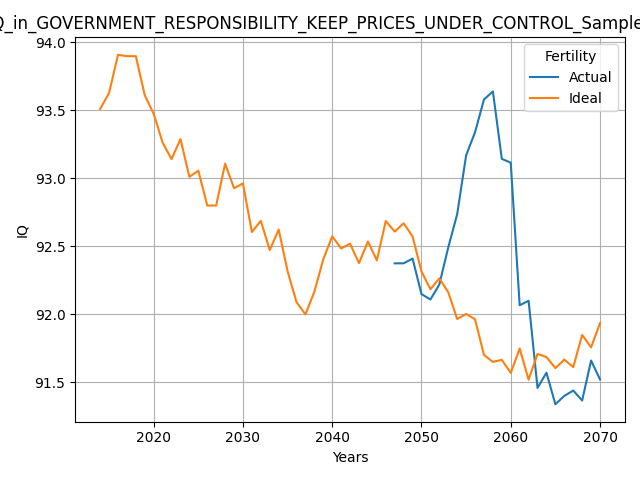 Q_in_GOVERNMENT_RESPONSIBILITY_KEEP_PRICES_UNDER_CONTROL_Sample
94.0
93.5
93.0
92.5
92.0
91.5
IQ
Fertility
Actual
Ideal
2020 2030 2040 2050 2060 2070
Years